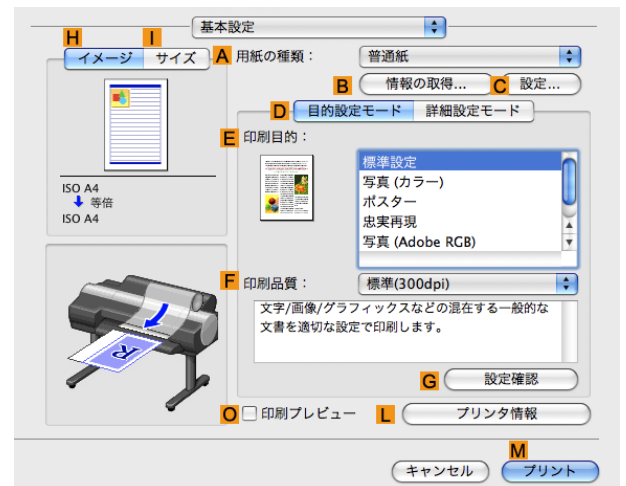 基本設定
H
I
イメージ サイズ
A 用紙の種類： 普通紙
B 情報の取得... C 設定...
D 目的設定モード 詳細設定モード
E 印刷目的：
標準設定
写真 (カラー)
ポスター
忠実再現
写真 (Adobe RGB)
ISO A4
等倍
ISO A4
F 印刷品質： 標準(300dpi)
文字/画像/グラフィックスなどの混在する一般的な
文書を適切な設定で印刷します。
R
G 設定確認
O 印刷プレビュー L プリンタ情報
M
キャンセル プリント